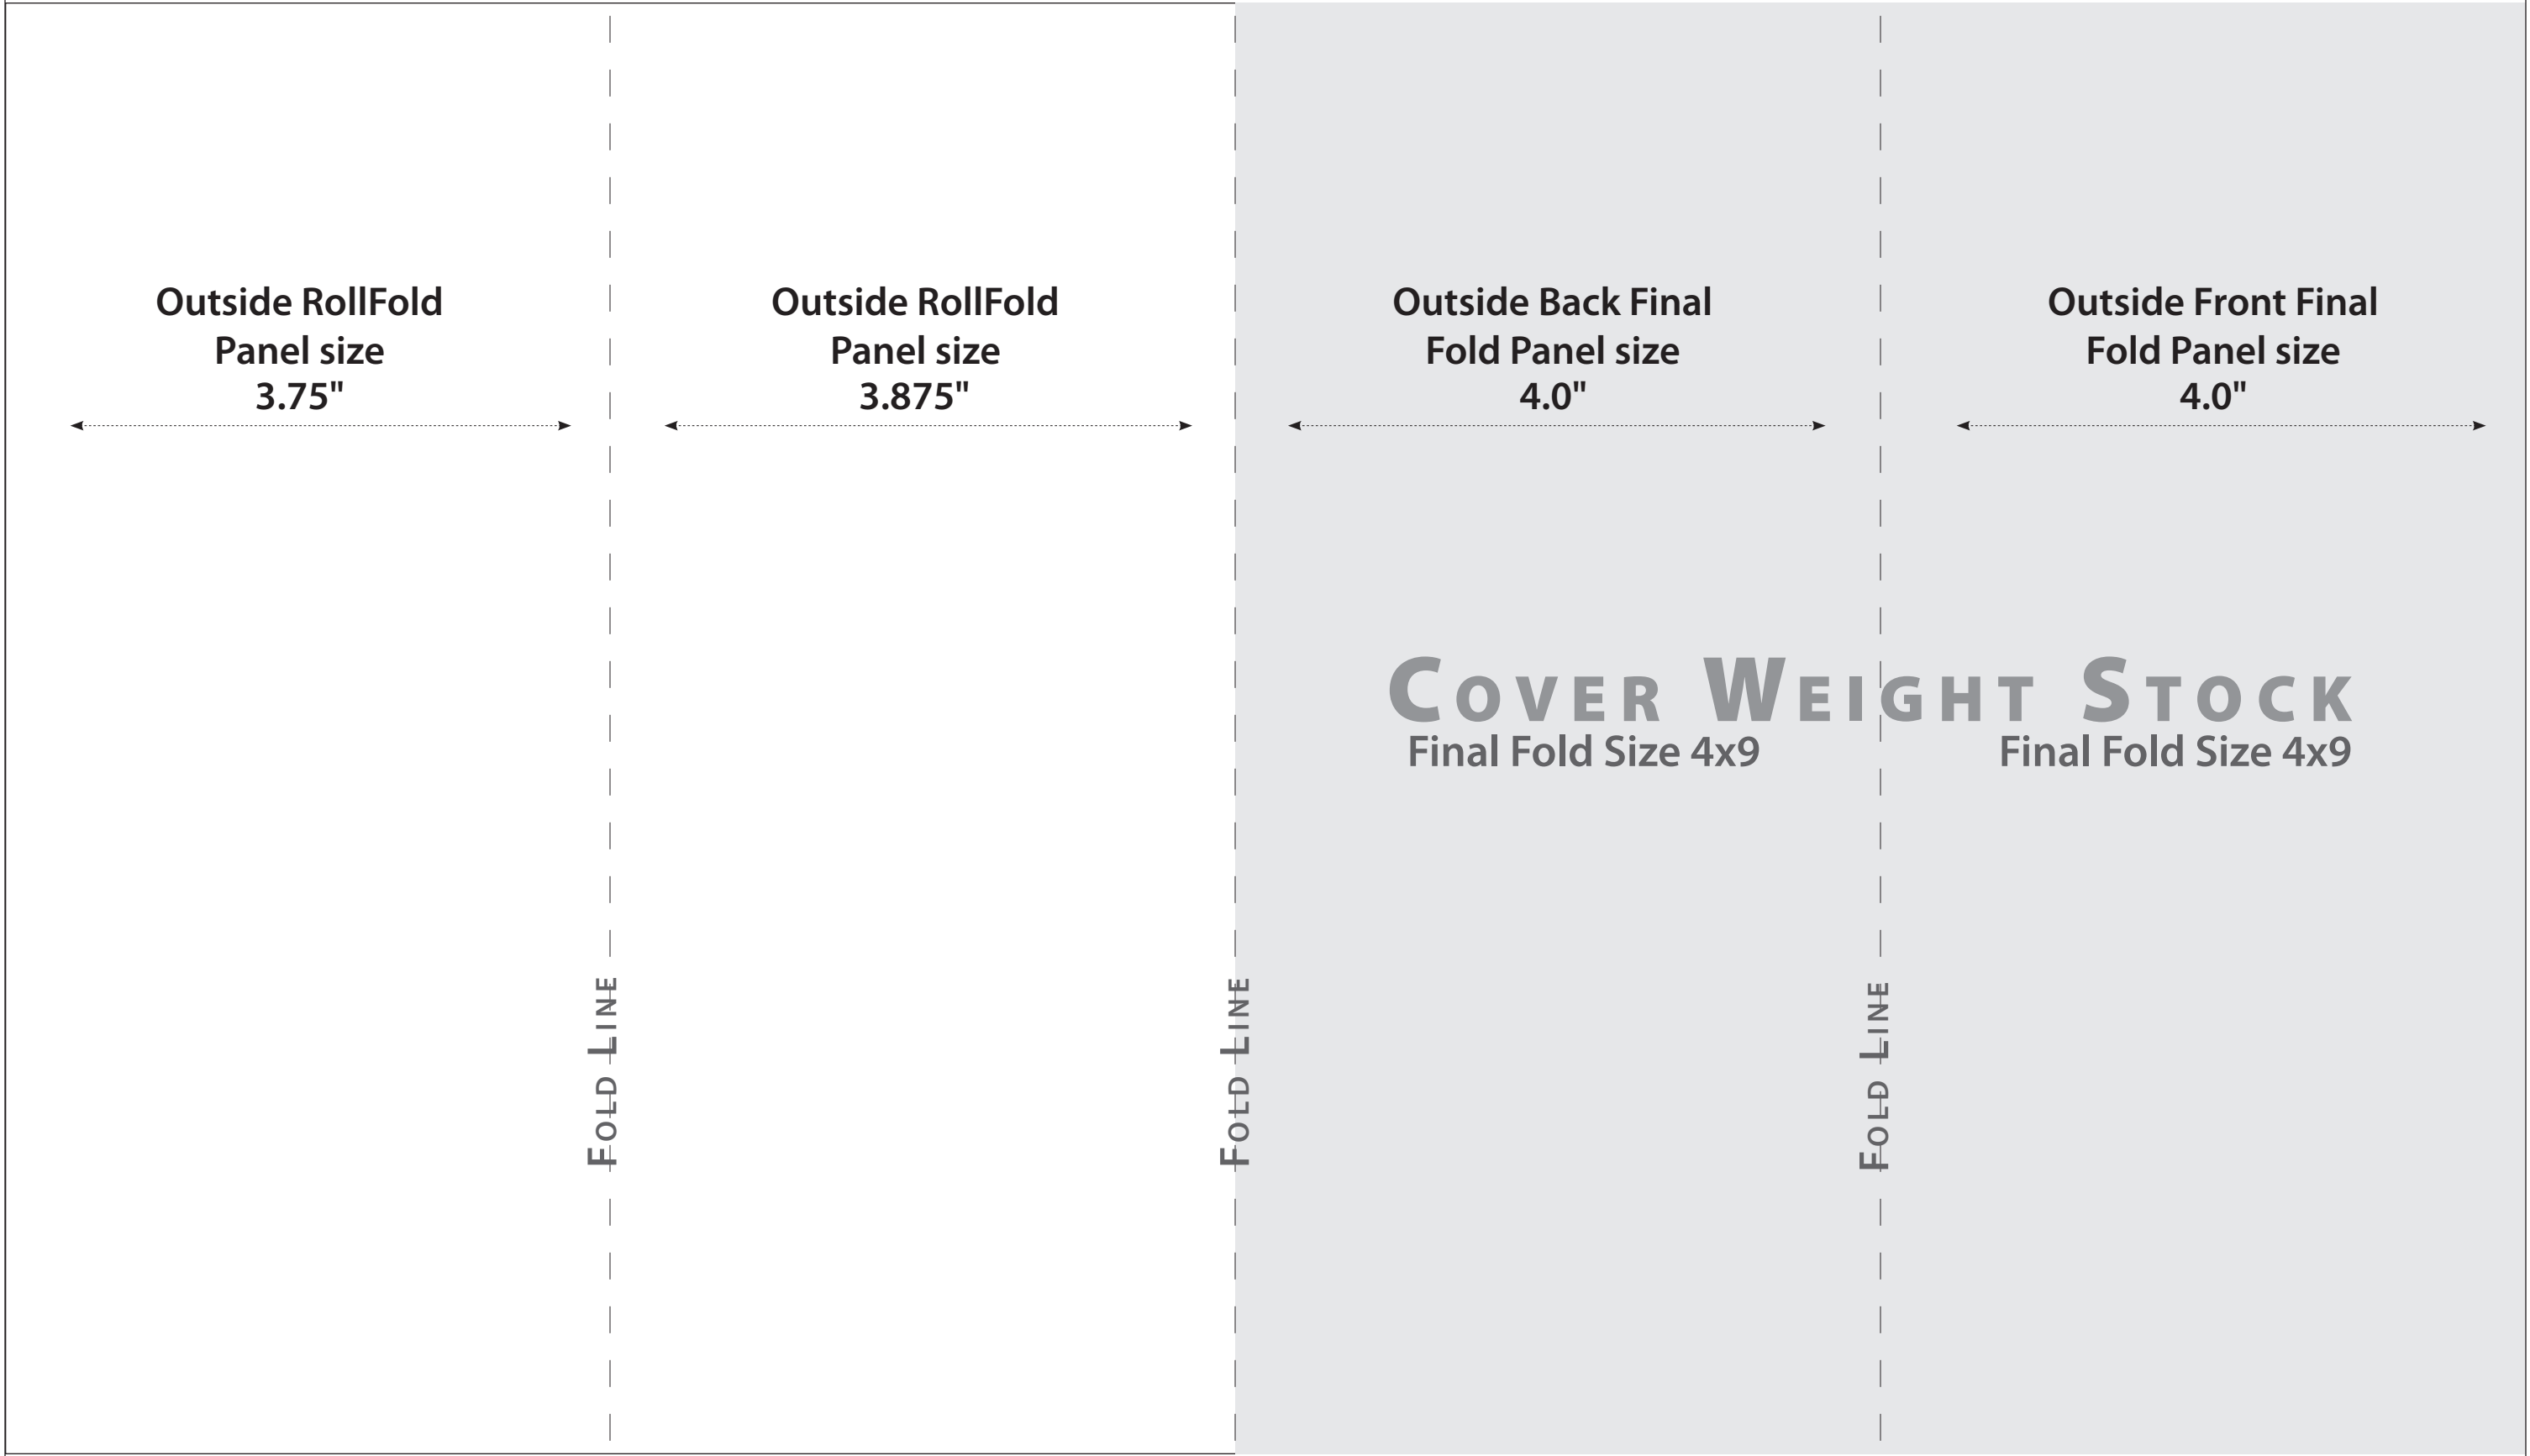 Outside RollFold
Panel size
3.75"
Outside RollFold
Panel size
3.875"
Outside Back Final
Fold Panel size
4.0"
Outside Front Final
Fold Panel size
4.0"
Cover Weight Stock
Final Fold Size 4x9
Final Fold Size 4x9
Fold Line
Fold Line
Fold Line